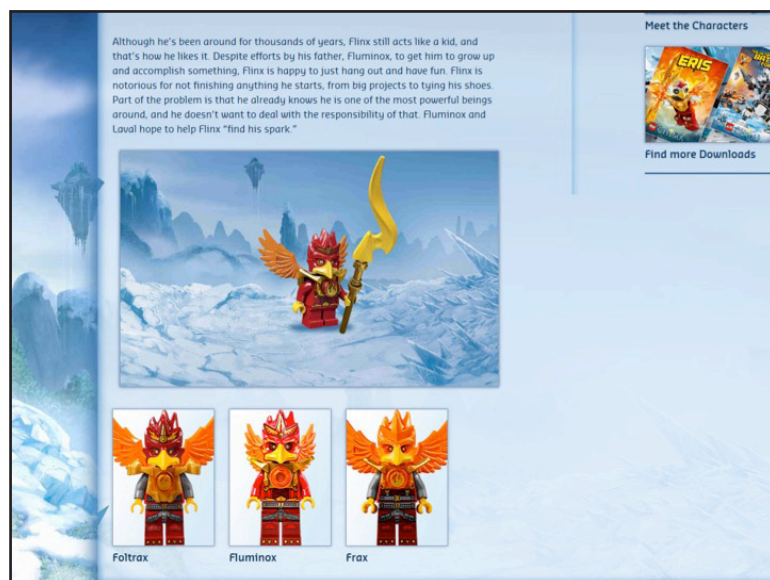 Although he's been around for thousands of years, Flinx still acts like a kid, and
that's how he likes it. Despite efforts by his father, Fluminox, to get him to grow up
and accomplish something, Flinx is happy to just hang out and have fun. Flinx is
notorious for not finishing anything he starts, from big projects to tying his shoes.
Part of the problem is that he already knows he is one of the most powerful beings
around, and he doesn't want to deal with the responsibility of that. Fluminox and
Laval hope to help Flinx "find his spark."
Foltrax
Fluminox
Frax
Meet the Characters
ERIS
Find more Downloads